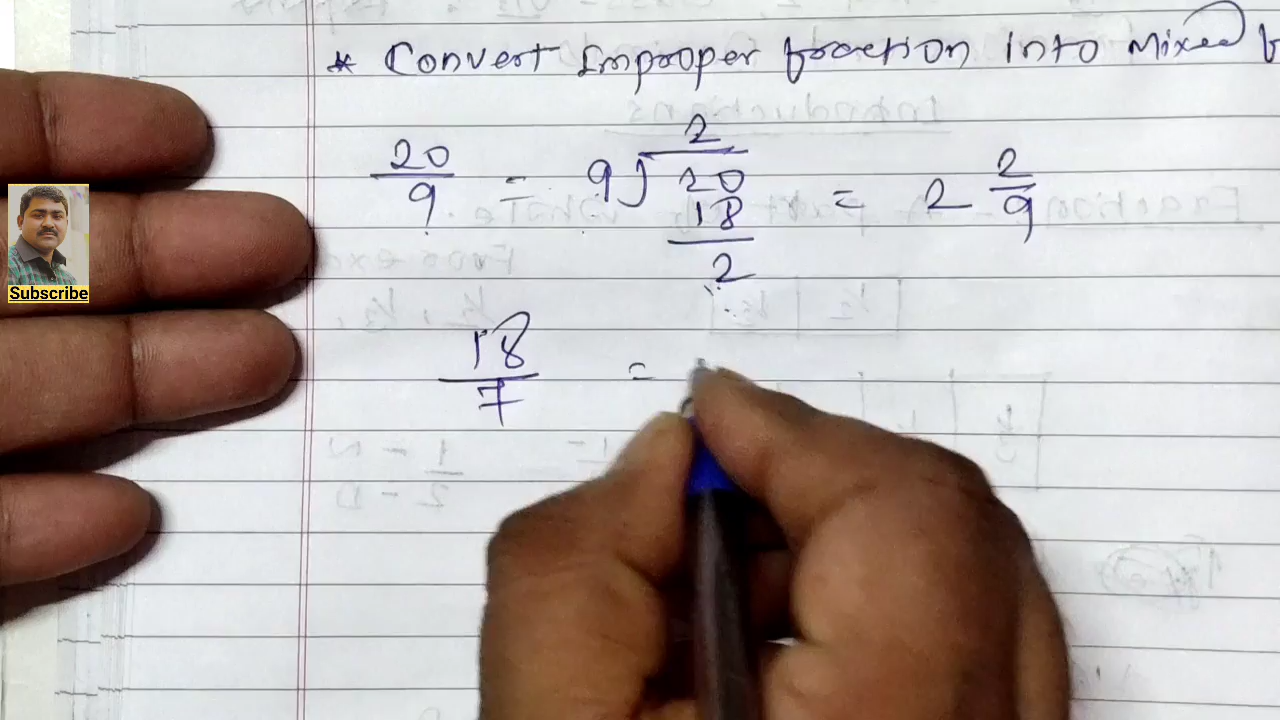 * Convert Improper fraction into Mixed f
20/9 = 9) 20 = 2 2/9
2
18
2
18/7 =
Subscribe